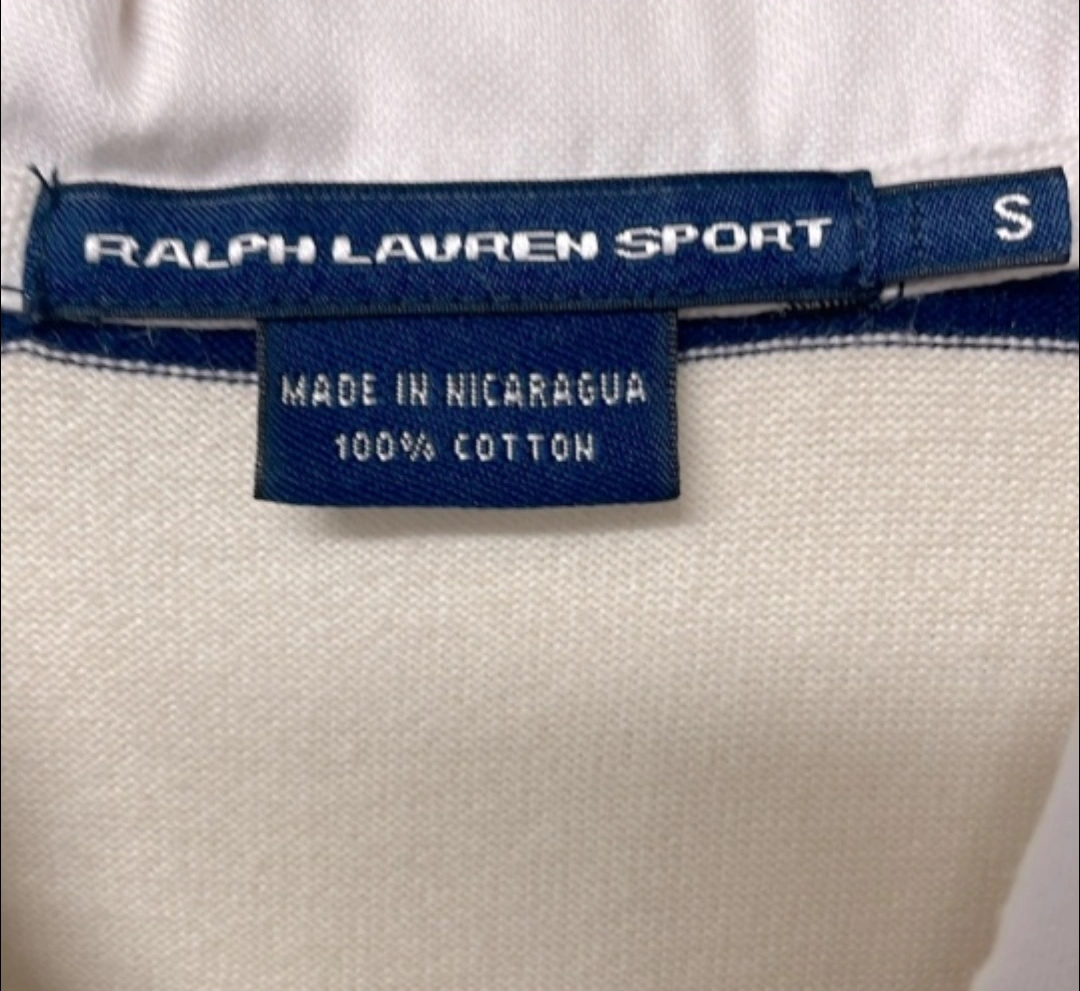 RALPH LAUREN SPORT
S
MADE IN NICARAGUA
100% COTTON